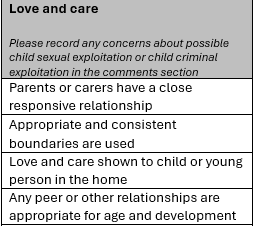 Love and care
Please record any concerns about possible
child sexual exploitation or child criminal
exploitation in the comments section
Parents or carers have a close
responsive relationship
Appropriate and consistent
boundaries are used
Love and care shown to child or young
person in the home
Any peer or other relationships are
appropriate for age and development